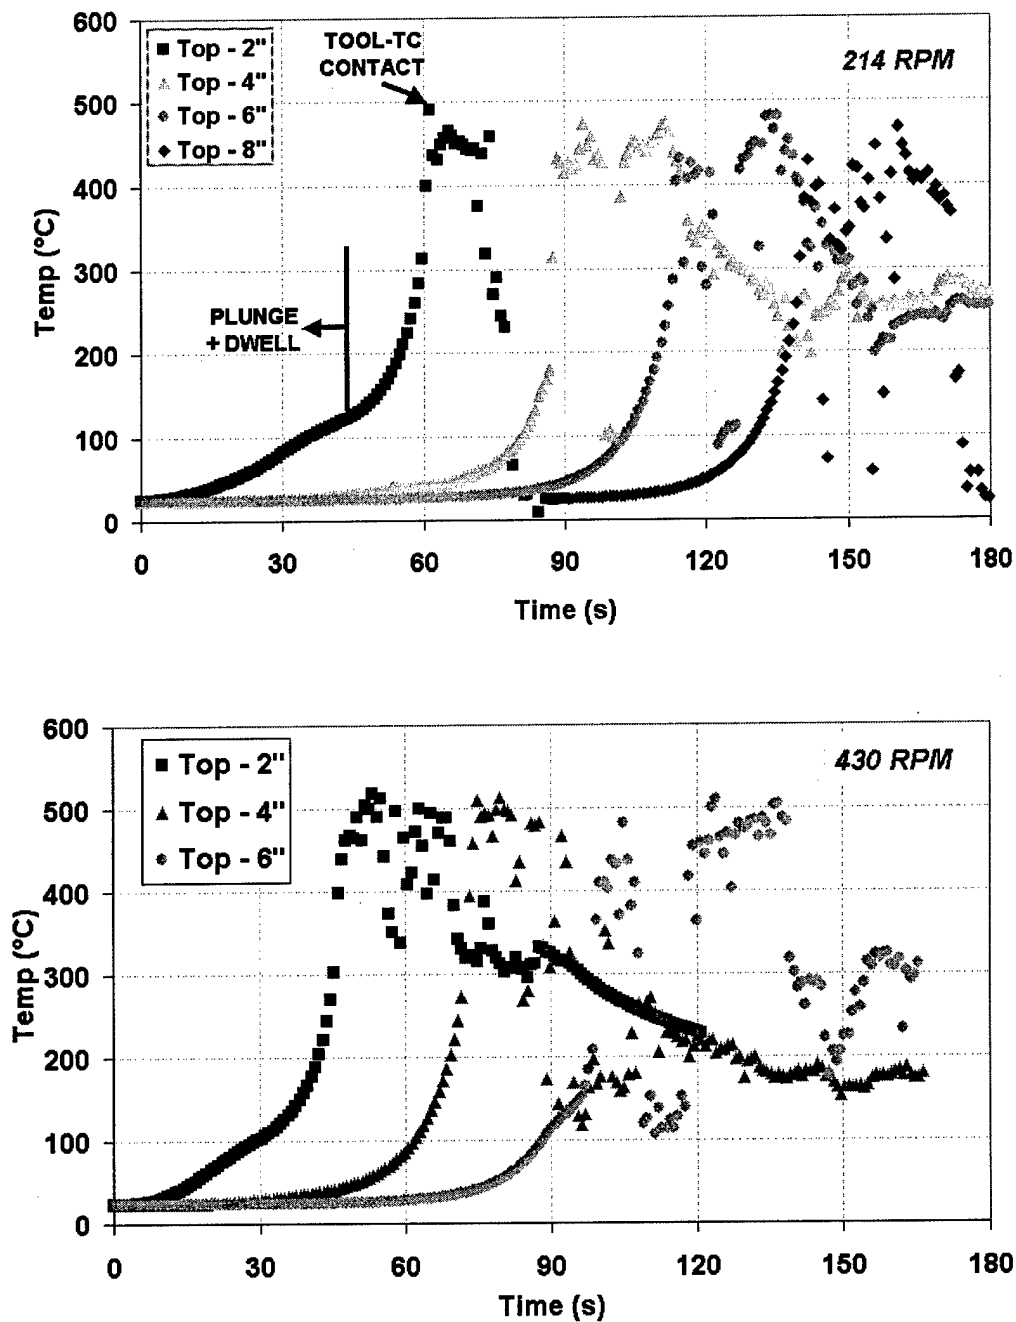 600
500
400
300
200
100
0
Temp (°C)
Top - 2"
Top - 4"
Top - 6"
Top - 8"
TOOL-TC
CONTACT
214 RPM
PLUNGE
+ DWELL
0 30 60 90 120 150 180
Time (s)
600
500
400
300
200
100
0
Temp (°C)
Top - 2"
Top - 4"
Top - 6"
430 RPM
0 30 60 90 120 150 180
Time (s)